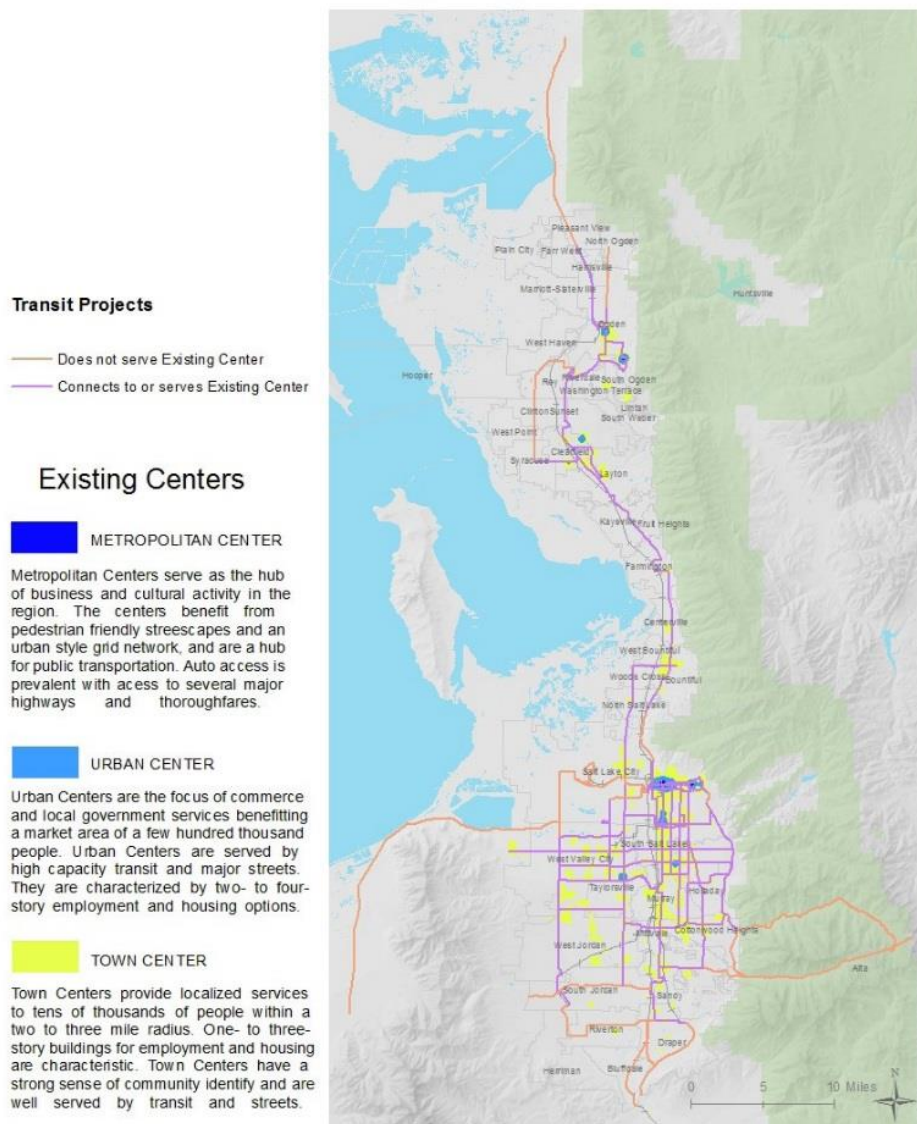 Transit Projects
Does not serve Existing Center
Connects to or serves Existing Center
Existing Centers
METROPOLITAN CENTER
Metropolitan Centers serve as the hub
of business and cultural activity in the
region. The centers benefit from
pedestrian friendly streescapes and an
urban style grid network, and are a hub
for public transportation. Auto access is
prevalent with acess to several major
highways and thoroughfares.
URBAN CENTER
Urban Centers are the focus of commerce
and local government services benefitting
a market area of a few hundred thousand
people. Urban Centers are served by
high capacity transit and major streets.
They are characterized by two- to four-
story employment and housing options.
TOWN CENTER
Town Centers provide localized services
to tens of thousands of people within a
two to three mile radius. One- to three-
story buildings for employment and housing
are characteristic. Town Centers have a
strong sense of community identify and are
well served by transit and streets.
Pleasant View
North Ogden
Plain City
Farr West
Harrisville
Marriott-Slaterville
Huntsville
Ogden
West Haven
Hooper
Roy
Riverdale
South Ogden
Washington Terrace
Uintah
South Weber
Clinton
Sunset
West Point
Clearfield
Syracuse
Layton
Kaysville
Fruit Heights
Farmington
Centerville
West Bountiful
Woods Cross
Bountiful
North Salt Lake
Salt Lake City
South Salt Lake
West Valley City
Taylorsville
Holladay
Murray
Cottonwood Heights
Midvale
West Jordan
Alta
South Jordan
Sandy
Riverton
Draper
Herriman
Bluffdale
0 5 10 Miles
N